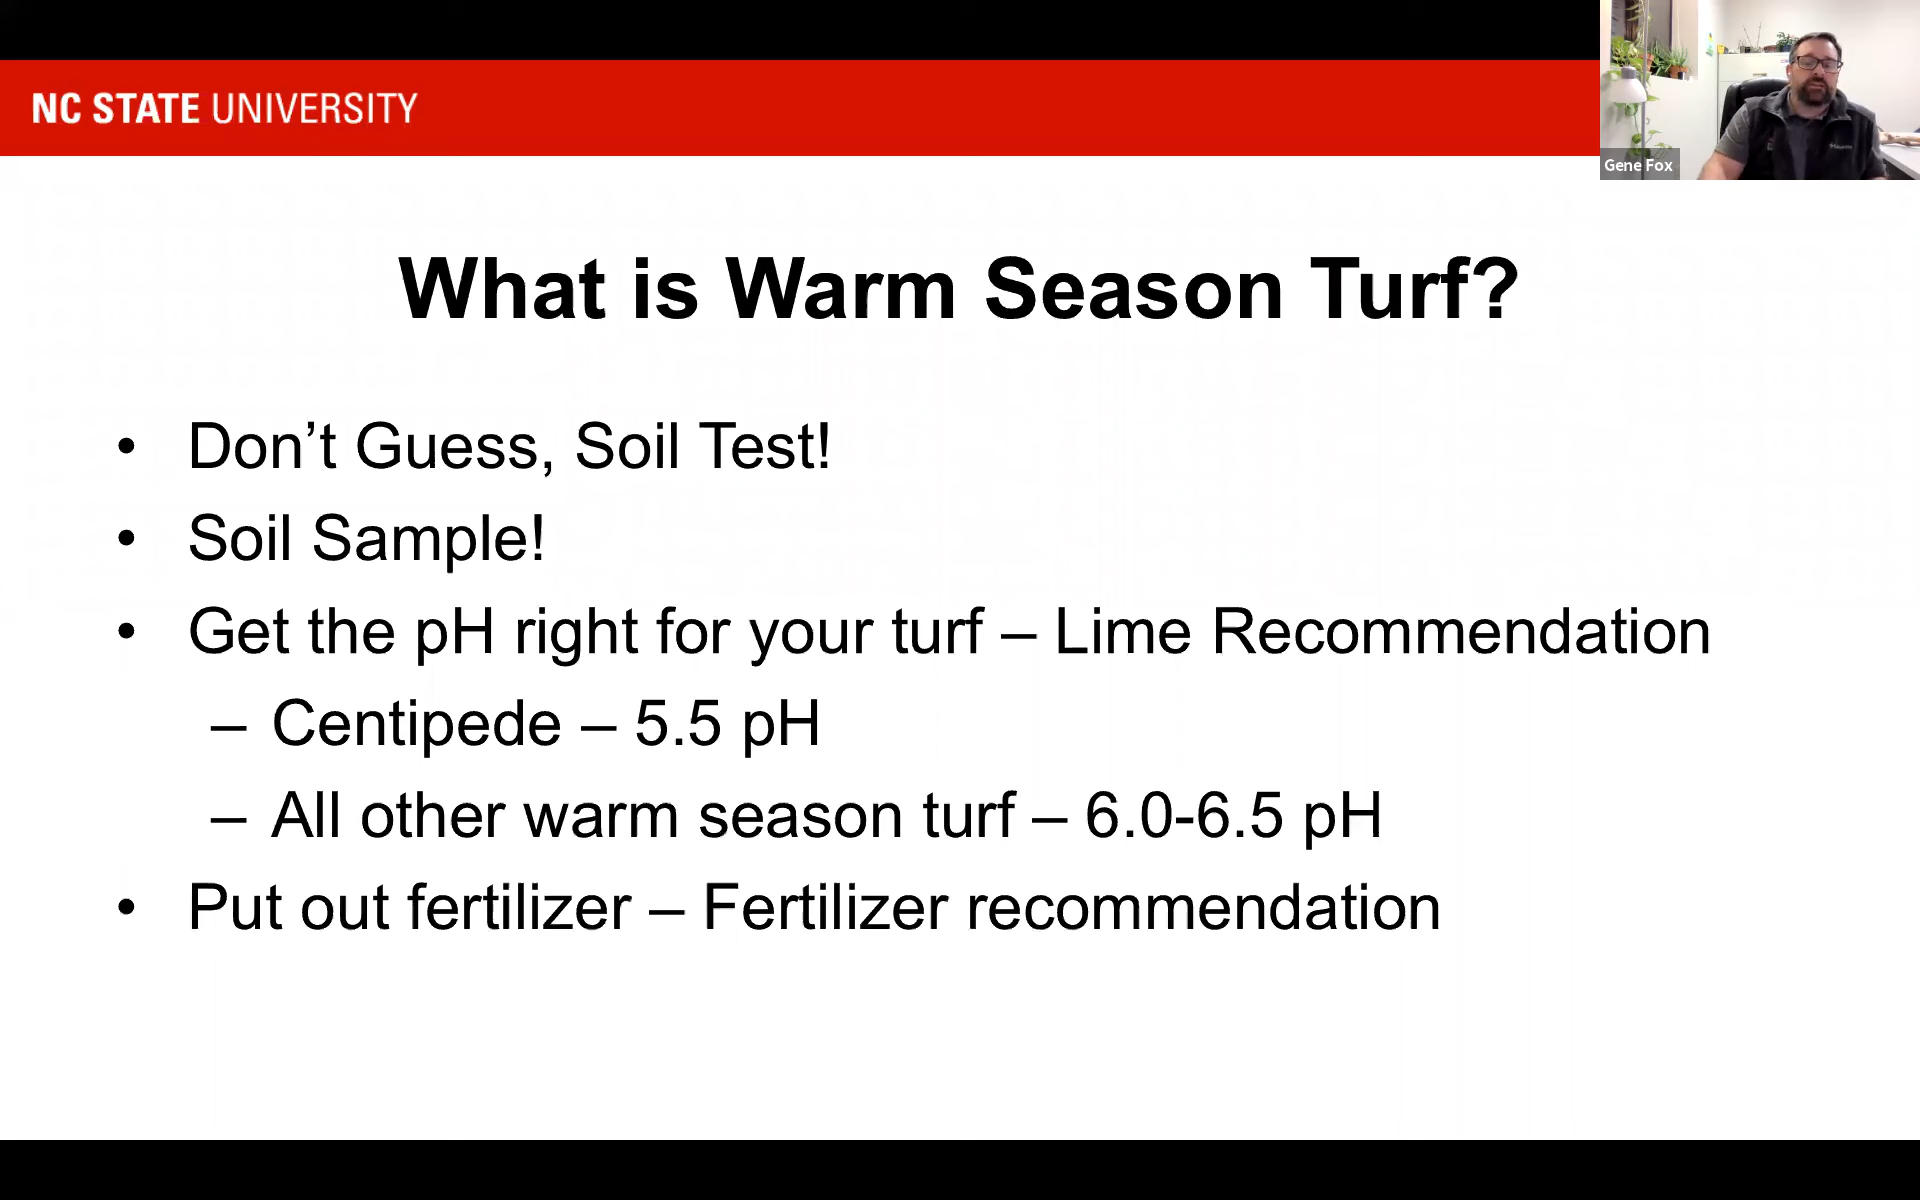 NC STATE UNIVERSITY
Gene Fox
What is Warm Season Turf?
• Don’t Guess, Soil Test!
• Soil Sample!
• Get the pH right for your turf – Lime Recommendation
– Centipede – 5.5 pH
– All other warm season turf – 6.0-6.5 pH
• Put out fertilizer – Fertilizer recommendation